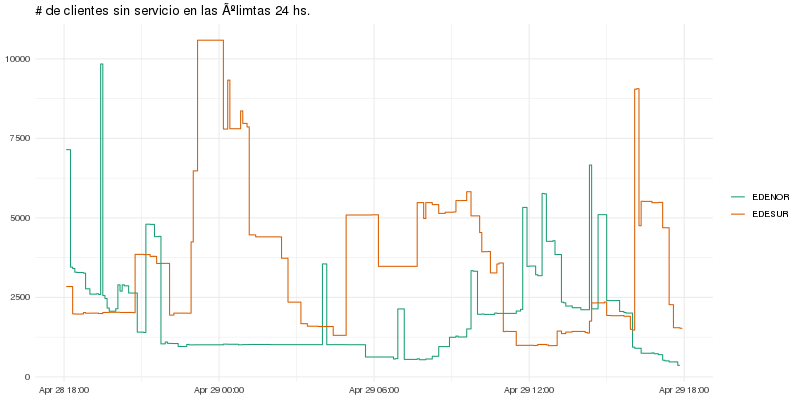 # de clientes sin servicio en las Ãºlimtas 24 hs.
10000
7500
5000
2500
0
Apr 28 18:00 Apr 29 00:00 Apr 29 06:00 Apr 29 12:00 Apr 29 18:00
EDENOR
EDESUR